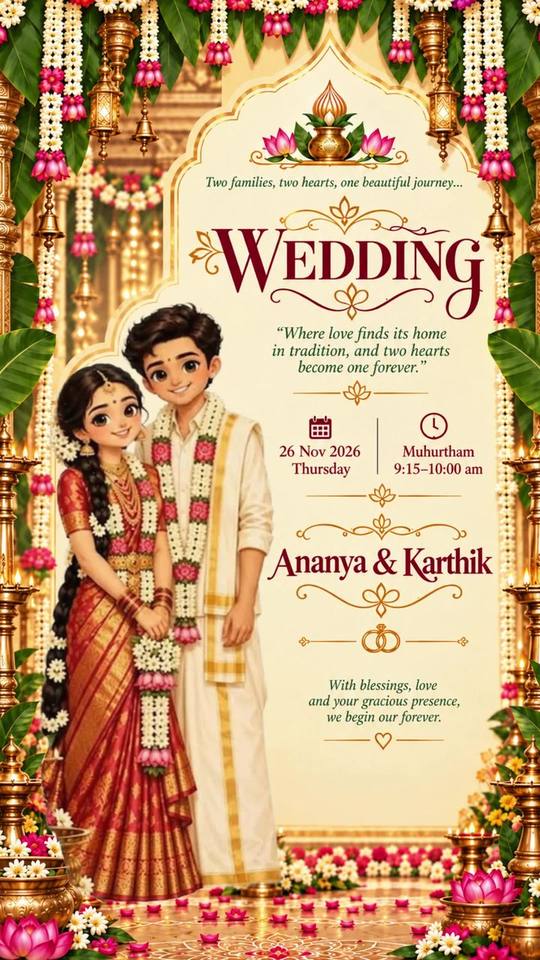 Two families, two hearts, one beautiful journey...
WEDDING
“Where love finds its home
in tradition, and two hearts
become one forever.”
26 Nov 2026
Thursday
Muhurtham
9:15–10:00 am
Ananya & Karthik
With blessings, love
and your gracious presence,
we begin our forever.